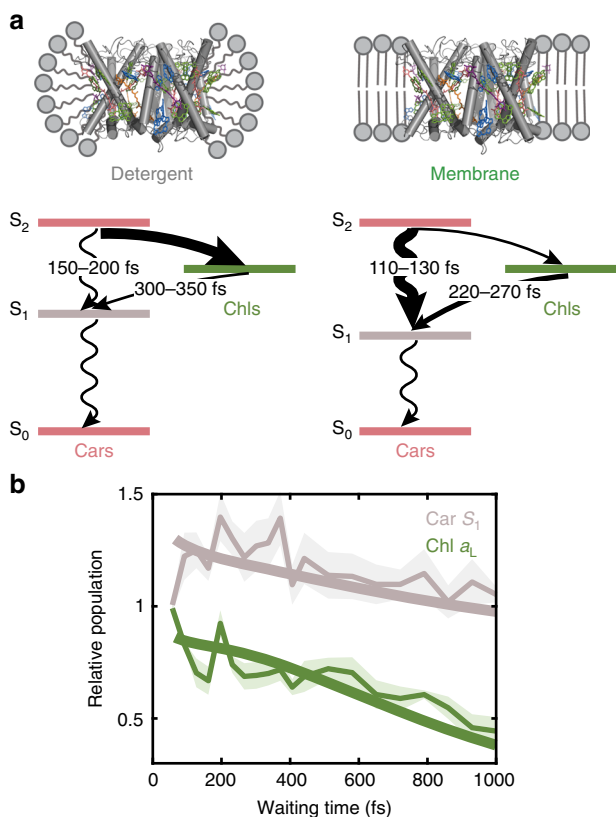 a
Detergent
Membrane
S2
150–200 fs
300–350 fs
Chls
S1
S0
Cars
S2
110–130 fs
220–270 fs
Chls
S1
S0
Cars
b
1.5
1
0.5
Relative population
Car S1
Chl aL
0 200 400 600 800 1000
Waiting time (fs)